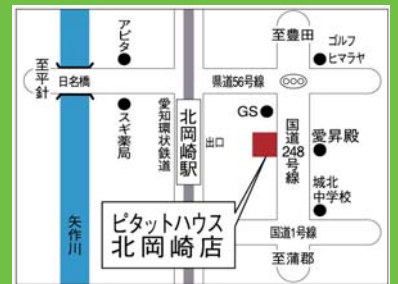 アピタ
至豊田
ゴルフ
ヒマラヤ
至平針
日名橋
県道56号線
スギ薬局
愛知環状鉄道
北岡崎駅
出口
GS
国道248号線
愛昇殿
城北
中学校
ピタットハウス
北岡崎店
矢作川
国道1号線
至蒲郡